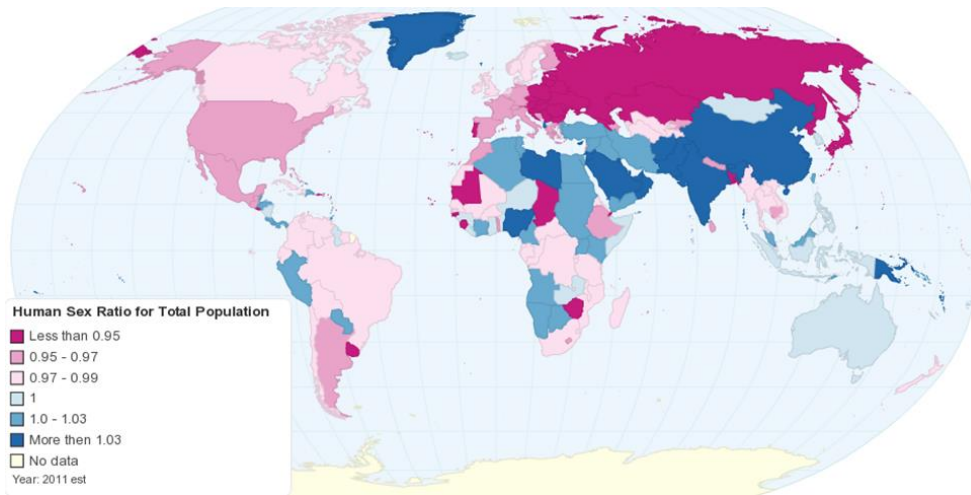 Human Sex Ratio for Total Population
Less than 0.95
0.95 - 0.97
0.97 - 0.99
1
1.0 - 1.03
More then 1.03
No data
Year: 2011 est